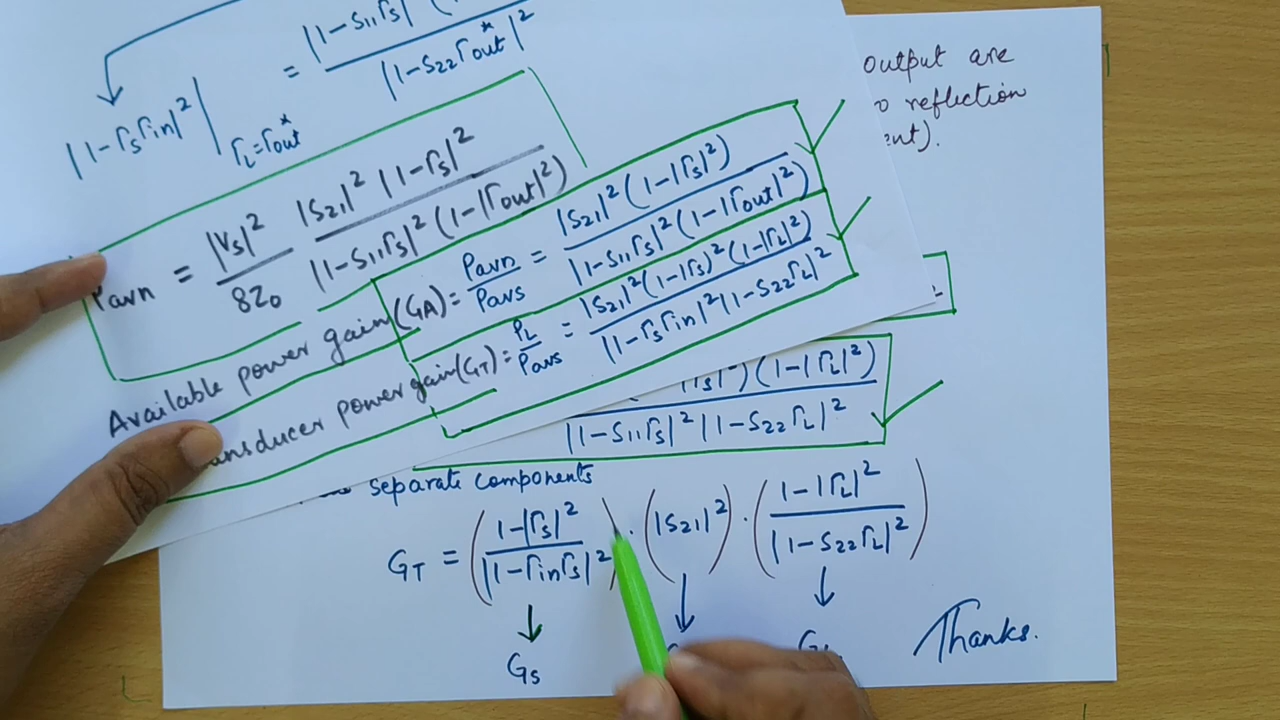 |1-S11Γs|²
|1-S22Γout*|²
|1-ΓsΓin|²| ΓL=Γout* =
Pavn = |Vs|²/8Z0 |S21|² |1-Γs|² / |1-S11Γs|² (1-|Γout|²)
Available power gain(GA) = Pavn/Pavs = |S21|² (1-|Γs|²) / |1-S11Γs|² (1-|Γout|²)
Transducer power gain(GT) = PL/Pavs = |S21|² (1-|Γs)² (1-|ΓL|²) / |1-ΓsΓin|² |1-S22ΓL|²
output are
reflection
(1-|ΓL|²)
|1-S11Γs|² |1-S22ΓL|²
separate components
GT = (1-|Γs|² / |1-ΓinΓs|²) · (|S21|²) · (1-|ΓL|² / |1-S22ΓL|²)
Gs
Thanks.